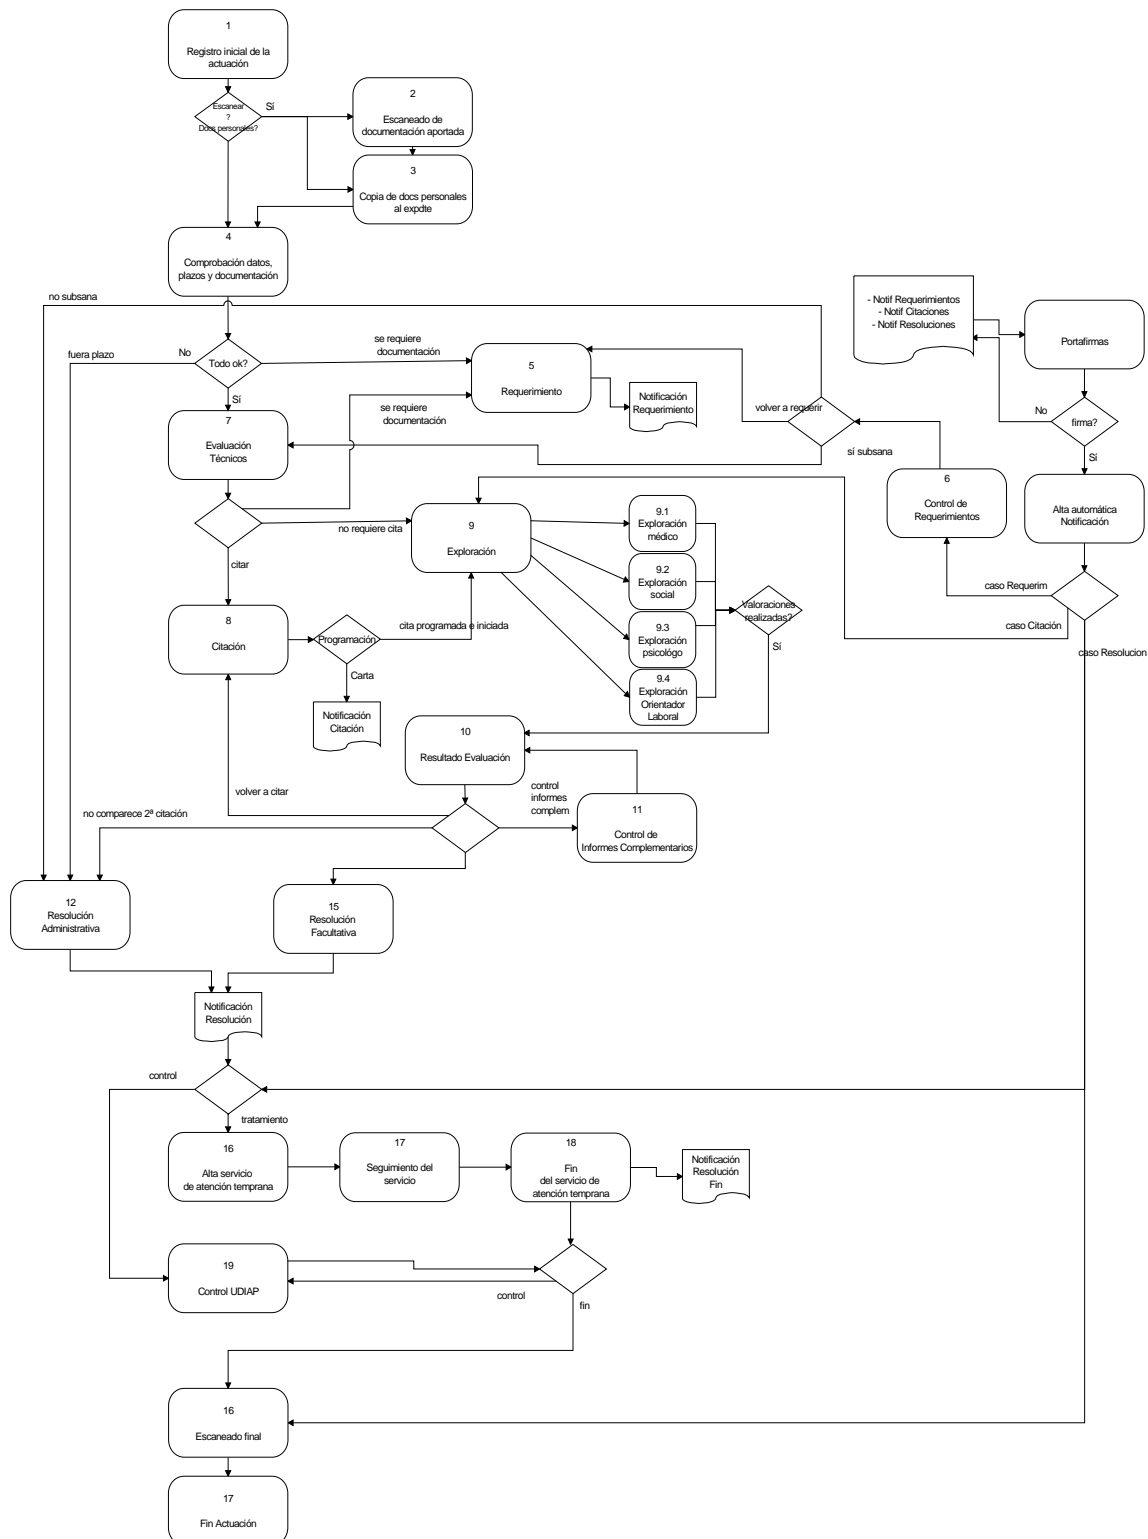 1
Registro inicial de la
actuación
Escanear
?
Docs personales?
Sí
2
Escaneado de
documentación aportada
3
Copia de docs personales
al expdte
4
Comprobación datos,
plazos y documentación
no subsana
fuera plazo
No
Todo ok?
Sí
se requiere
documentación
5
Requerimiento
Notificación
Requerimiento
se requiere
documentación
7
Evaluación
Técnicos
volver a requerir
sí subsana
- Notif Requerimientos
- Notif Citaciones
- Notif Resoluciones
Portafirmas
No
firma?
Sí
6
Control de
Requerimientos
Alta automática
Notificación
caso Requerim
caso Citación
caso Resolucion
citar
no requiere cita
9
Exploración
9.1
Exploración
médico
9.2
Exploración
social
9.3
Exploración
psicológo
9.4
Exploración
Orientador
Laboral
Valoraciones
realizadas?
Sí
8
Citación
Programación
cita programada e iniciada
Carta
Notificación
Citación
10
Resultado Evaluación
volver a citar
control
informes
complem
11
Control de
Informes Complementarios
no comparece 2ª citación
12
Resolución
Administrativa
15
Resolución
Facultativa
Notificación
Resolución
control
tratamiento
16
Alta servicio
de atención temprana
17
Seguimiento del
servicio
18
Fin
del servicio de
atención temprana
Notificación
Resolución
Fin
19
Control UDIAP
control
fin
16
Escaneado final
17
Fin Actuación